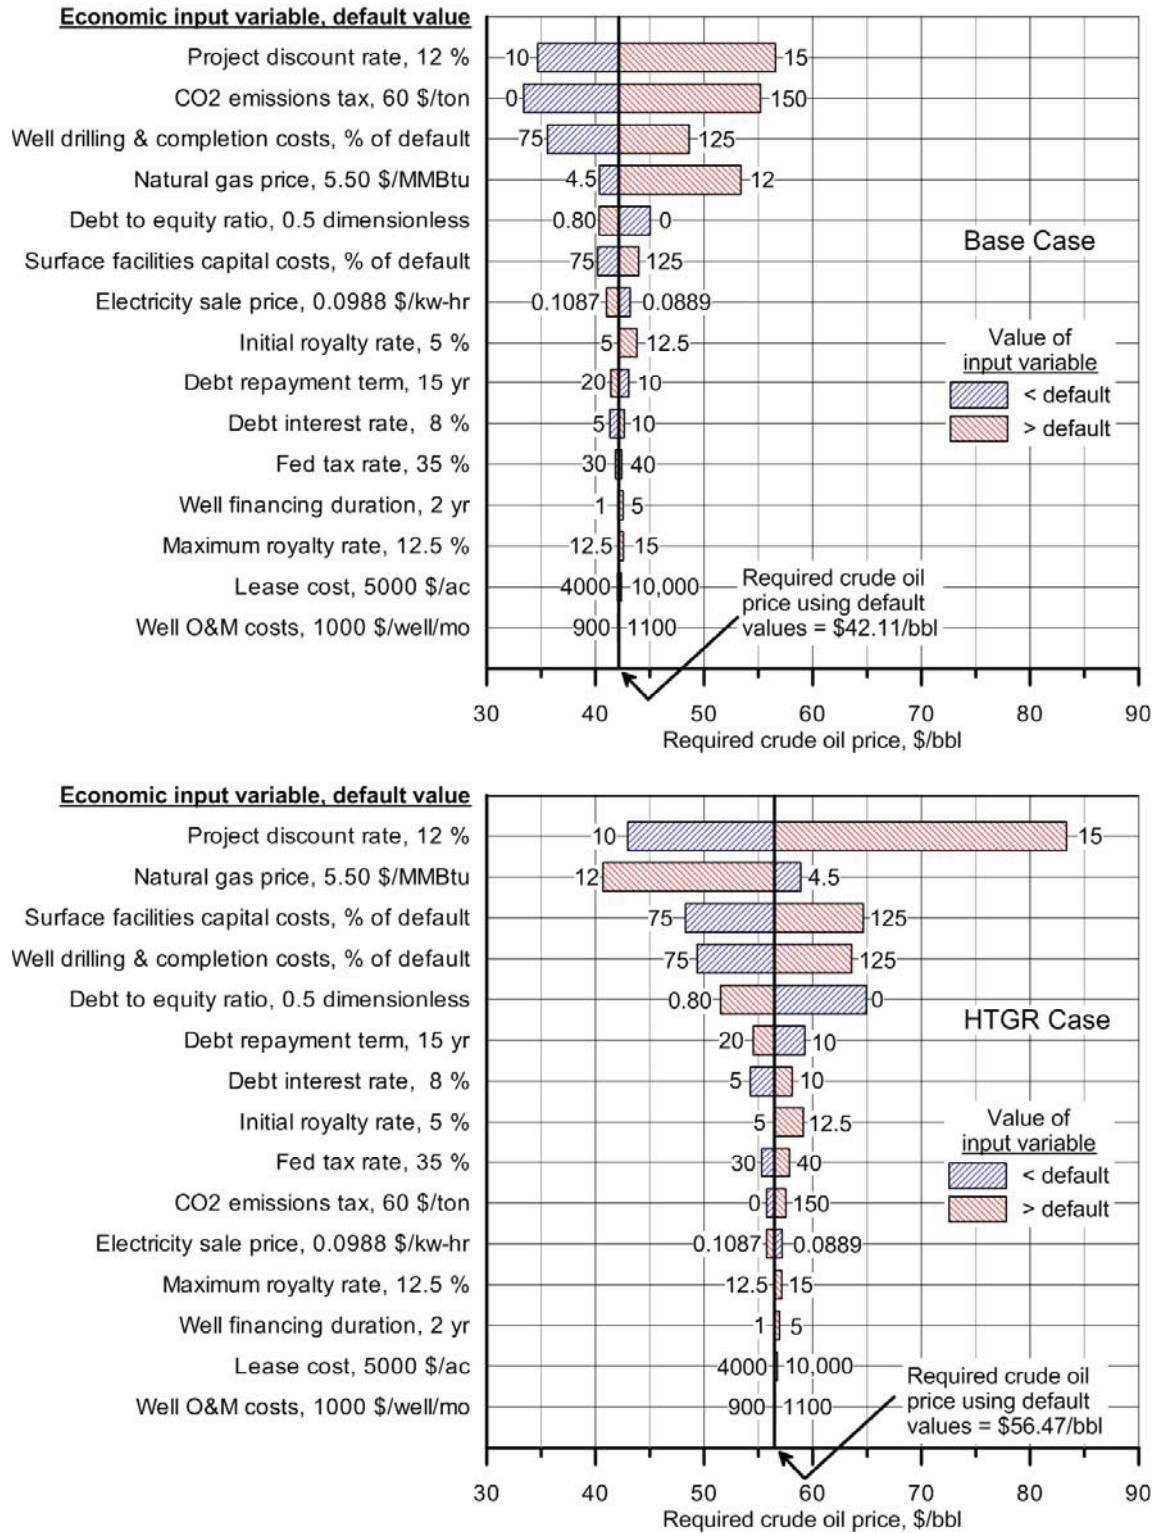 Economic input variable, default value
Project discount rate, 12 % 10 15
CO2 emissions tax, 60 $/ton 0 150
Well drilling & completion costs, % of default 75 125
Natural gas price, 5.50 $/MMBtu 4.5 12
Debt to equity ratio, 0.5 dimensionless 0.80 0
Base Case
Surface facilities capital costs, % of default 75 125
Electricity sale price, 0.0988 $/kw-hr 0.1087 0.0889
Initial royalty rate, 5 % 5 12.5
Value of
input variable
< default
> default
Debt repayment term, 15 yr 20 10
Debt interest rate, 8 % 5 10
Fed tax rate, 35 % 30 40
Well financing duration, 2 yr 1 5
Maximum royalty rate, 12.5 % 12.5 15
Lease cost, 5000 $/ac 4000 10,000
Well O&M costs, 1000 $/well/mo 900 1100
Required crude oil
price using default
values = $42.11/bbl
30 40 50 60 70 80 90
Required crude oil price, $/bbl
Economic input variable, default value
Project discount rate, 12 % 10 15
Natural gas price, 5.50 $/MMBtu 12 4.5
Surface facilities capital costs, % of default 75 125
Well drilling & completion costs, % of default 75 125
Debt to equity ratio, 0.5 dimensionless 0.80 0
HTGR Case
Debt repayment term, 15 yr 20 10
Debt interest rate, 8 % 5 10
Initial royalty rate, 5 % 5 12.5
Value of
input variable
< default
> default
Fed tax rate, 35 % 30 40
CO2 emissions tax, 60 $/ton 0 150
Electricity sale price, 0.0988 $/kw-hr 0.1087 0.0889
Maximum royalty rate, 12.5 % 12.5 15
Well financing duration, 2 yr 1 5
Lease cost, 5000 $/ac 4000 10,000
Well O&M costs, 1000 $/well/mo 900 1100
Required crude oil
price using default
values = $56.47/bbl
30 40 50 60 70 80 90
Required crude oil price, $/bbl